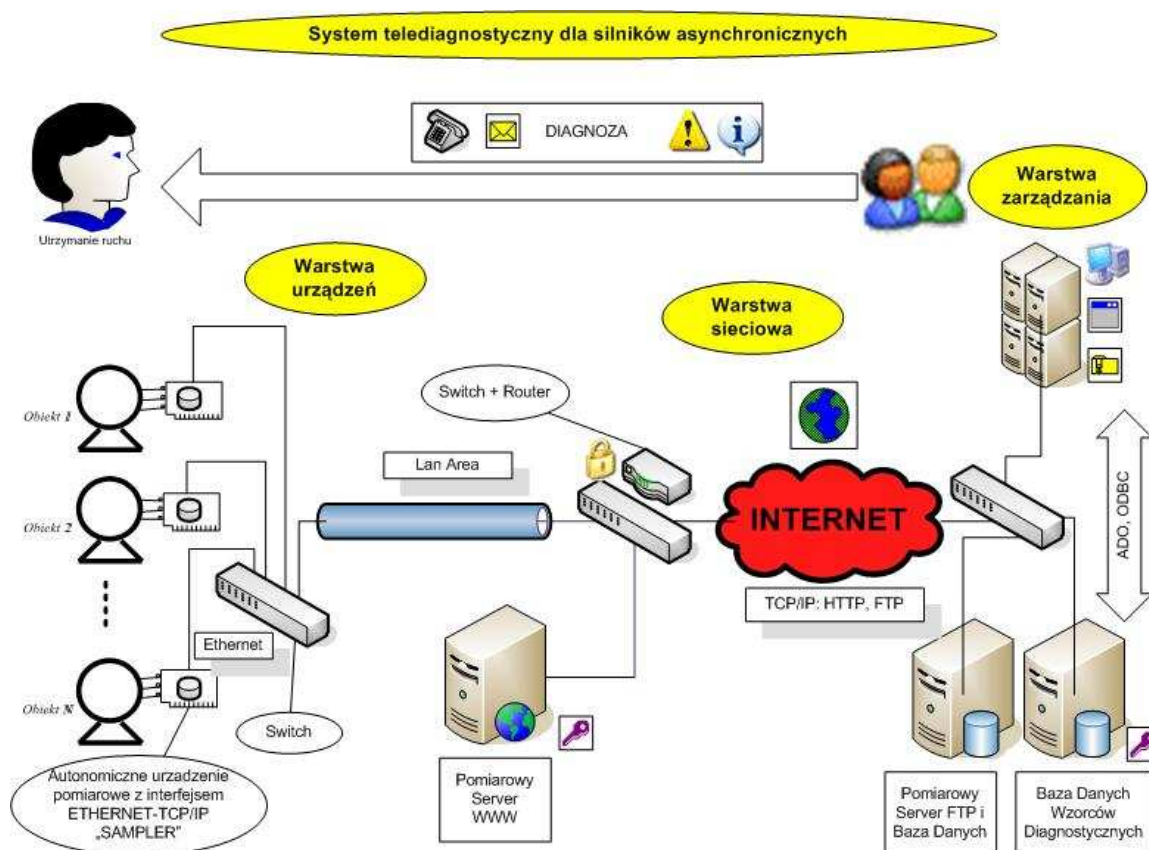 System telediagnostyczny dla silników asynchronicznych
DIAGNOZA
Utrzymanie ruchu
Warstwa
zarządzania
Warstwa
urządzeń
Warstwa
sieciowa
Switch + Router
Obiekt 1
Lan Area
Obiekt 2
INTERNET
ADO, ODBC
TCP/IP: HTTP, FTP
Ethernet
Obiekt N
Switch
Autonomiczne urzadzenie
pomiarowe z interfejsem
ETHERNET-TCP/IP
„SAMPLER”
Pomiarowy
Server
WWW
Pomiarowy
Server FTP i
Baza Danych
Baza Danych
Wzorców
Diagnostycznych